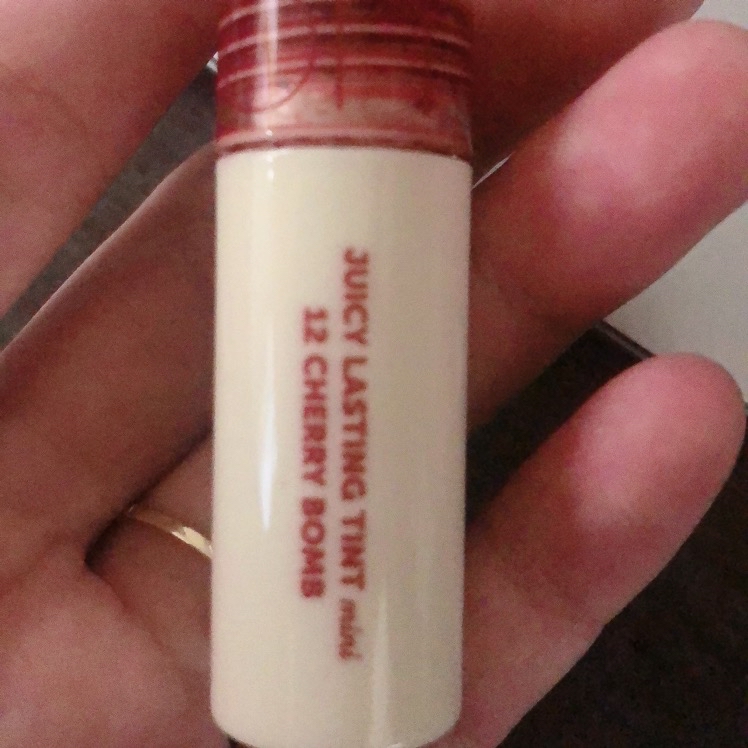 JUICY LASTING TINT mini
12 CHERRY BOMB